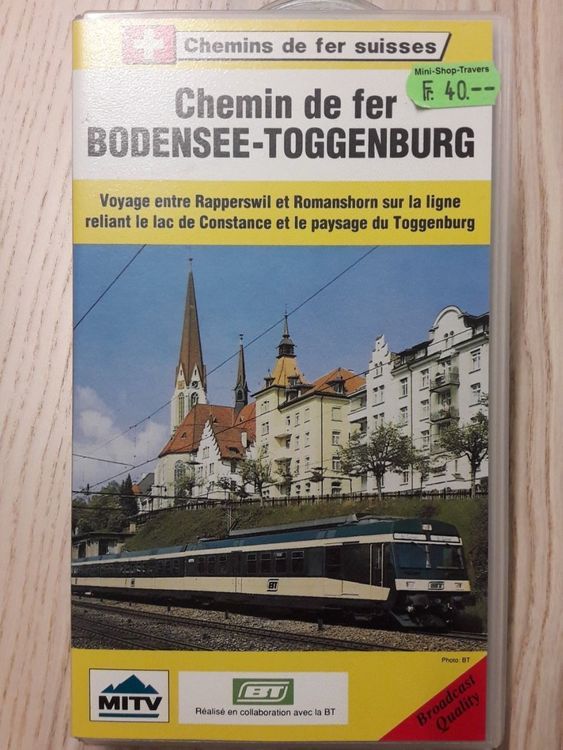 Chemins de fer suisses
Mini-Shop-Travers
Fr. 40.--
Chemin de fer
BODENSEE-TOGGENBURG
Voyage entre Rapperswil et Romanshorn sur la ligne
reliant le lac de Constance et le paysage du Toggenburg
BT
Photo: BT
MITV
BT
Réalisé en collaboration avec la BT
Broadcast
Quality